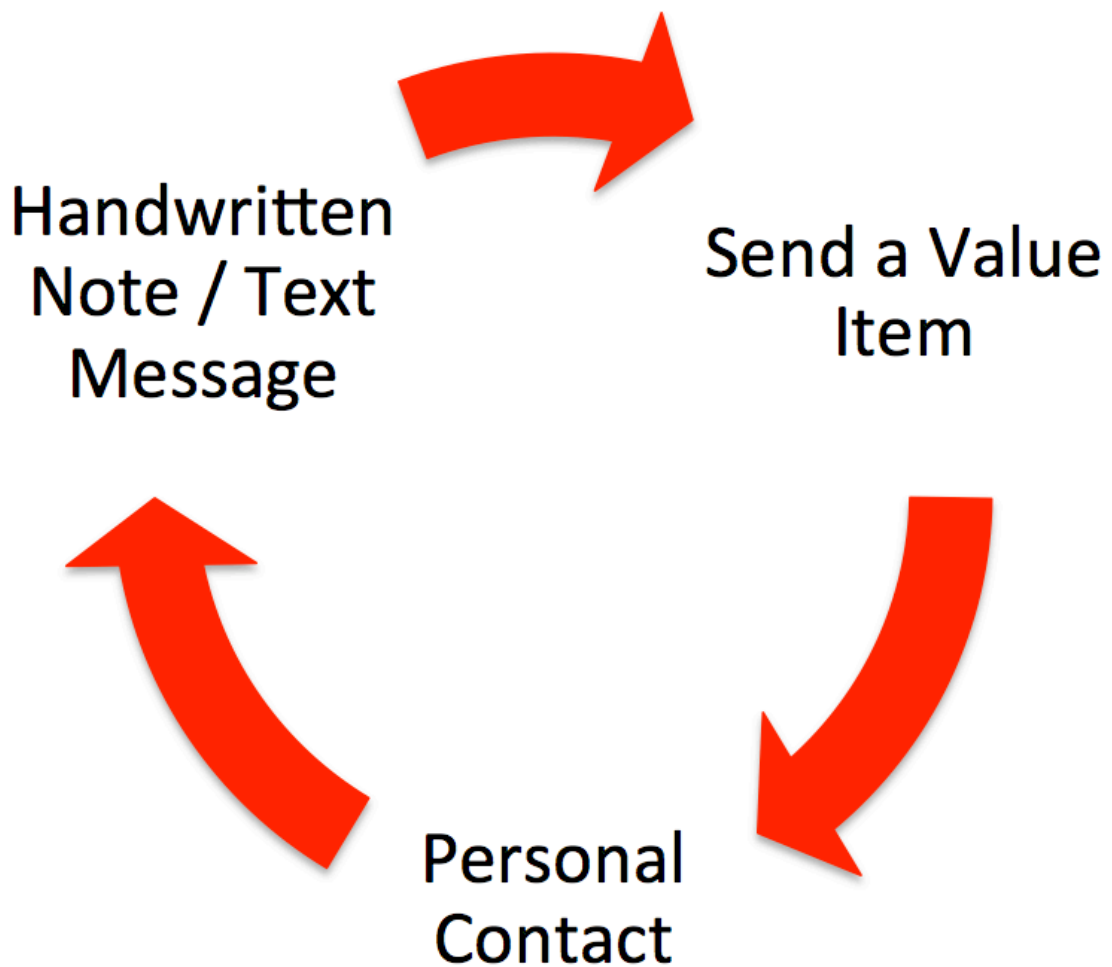 Handwritten
Note / Text
Message
Send a Value
Item
Personal
Contact